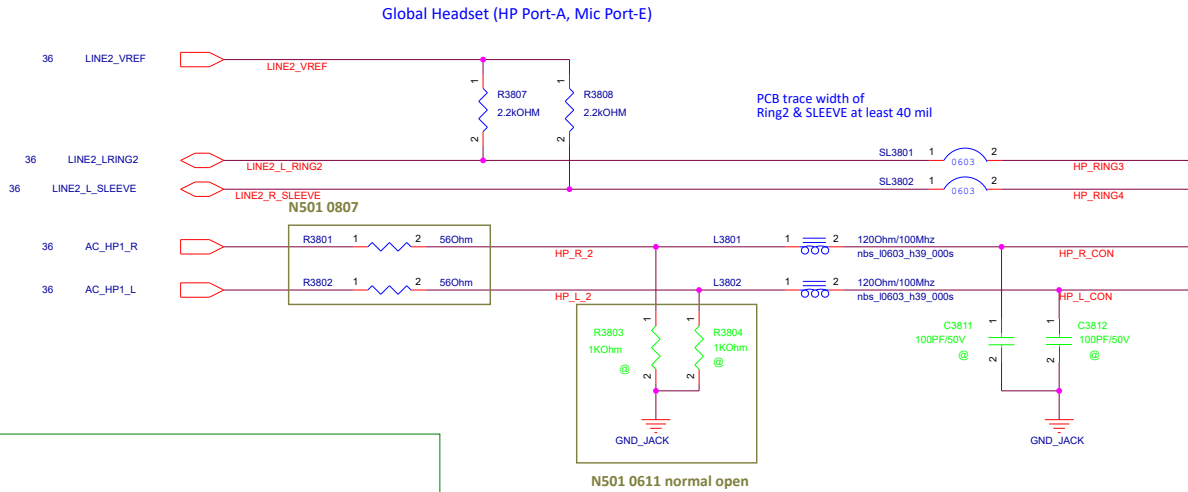 Global Headset (HP Port-A, Mic Port-E)
36 LINE2_VREF
LINE2_VREF
1
R3807
2.2kOHM
2
1
R3808
2.2kOHM
2
PCB trace width of
Ring2 & SLEEVE at least 40 mil
36 LINE2_LRING2
LINE2_L_RING2
SL3801 1 0603 2
HP_RING3
36 LINE2_L_SLEEVE
LINE2_R_SLEEVE
SL3802 1 0603 2
HP_RING4
N501 0807
36 AC_HP1_R
R3801 1 2 56Ohm
HP_R_2
L3801 1 2 120Ohm/100Mhz
nbs_l0603_h39_000s
HP_R_CON
36 AC_HP1_L
R3802 1 2 56Ohm
HP_L_2
L3802 1 2 120Ohm/100Mhz
nbs_l0603_h39_000s
HP_L_CON
1
R3803
1KOhm
@
2
1
R3804
1KOhm
@
2
GND_JACK
C3811
100PF/50V
@
1
2
C3812
100PF/50V
@
1
2
GND_JACK
N501 0611 normal open